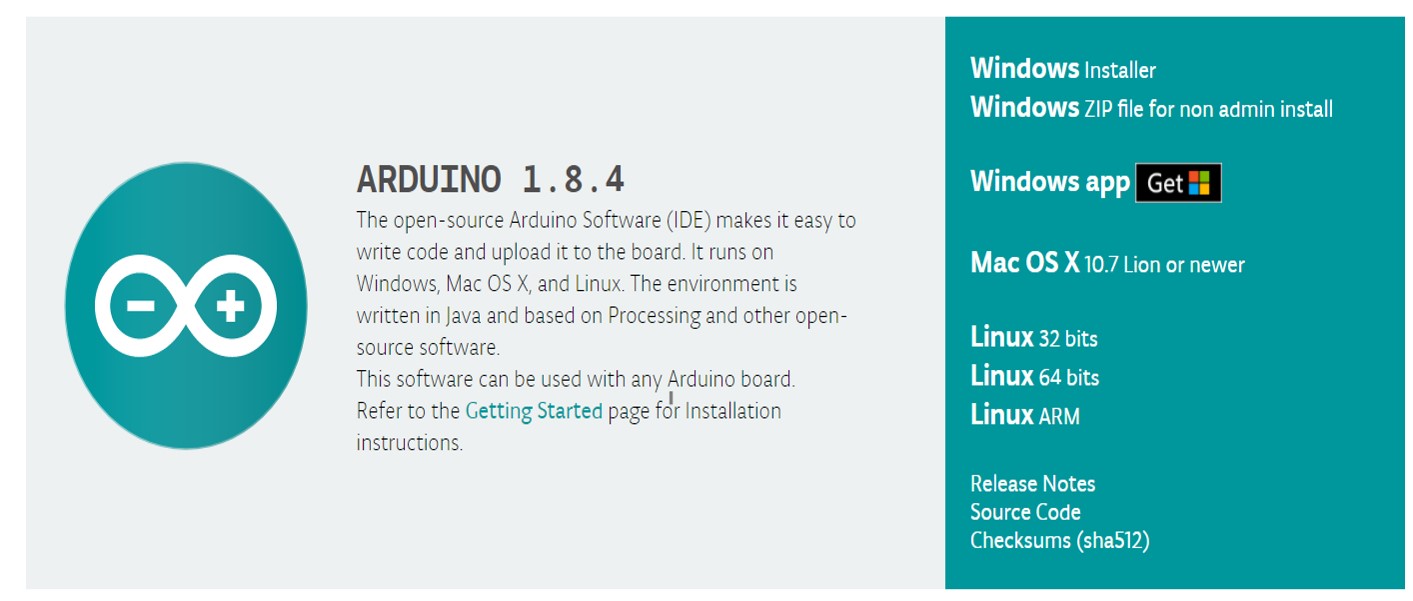 ARDUINO 1.8.4
The open-source Arduino Software (IDE) makes it easy to
write code and upload it to the board. It runs on
Windows, Mac OS X, and Linux. The environment is
written in Java and based on Processing and other open-
source software.
This software can be used with any Arduino board.
Refer to the Getting Started page for Installation
instructions.
Windows Installer
Windows ZIP file for non admin install
Windows app Get
Mac OS X 10.7 Lion or newer
Linux 32 bits
Linux 64 bits
Linux ARM
Release Notes
Source Code
Checksums (sha512)